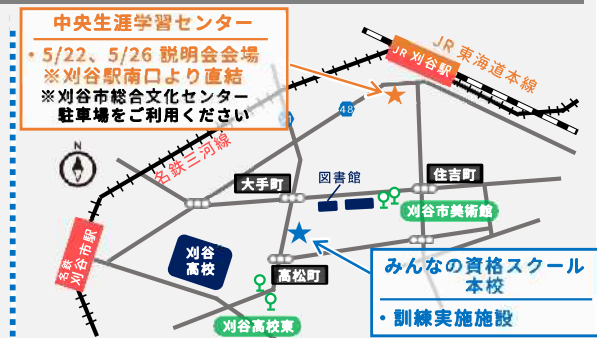 中央生涯学習センター
・5/22、5/26 説明会会場
※刈谷駅南口より直結
※刈谷市総合文化センター
駐車場をご利用ください
JR 刈谷駅
JR 東海道本線
48
名鉄三河線
N
大手町
図書館
住吉町
刈谷市美術館
名鉄
刈谷市駅
刈谷
高校
高松町
刈谷高校東
みんなの資格スクール
本校
・訓練実施施設